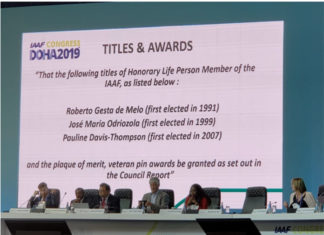 IAAF CONGRESS
DOHA2019
TITLES & AWARDS
"That the following titles of Honorary Life Person Member of the
IAAF, as listed below :
Roberto Gesta de Melo (first elected in 1991)
José Maria Odriozola (first elected in 1999)
Pauline Davis-Thompson (first elected in 2007)
and the plaque of merit, veteran pin awards be granted as set out in
the Council Report"
IAAF CONGRESS